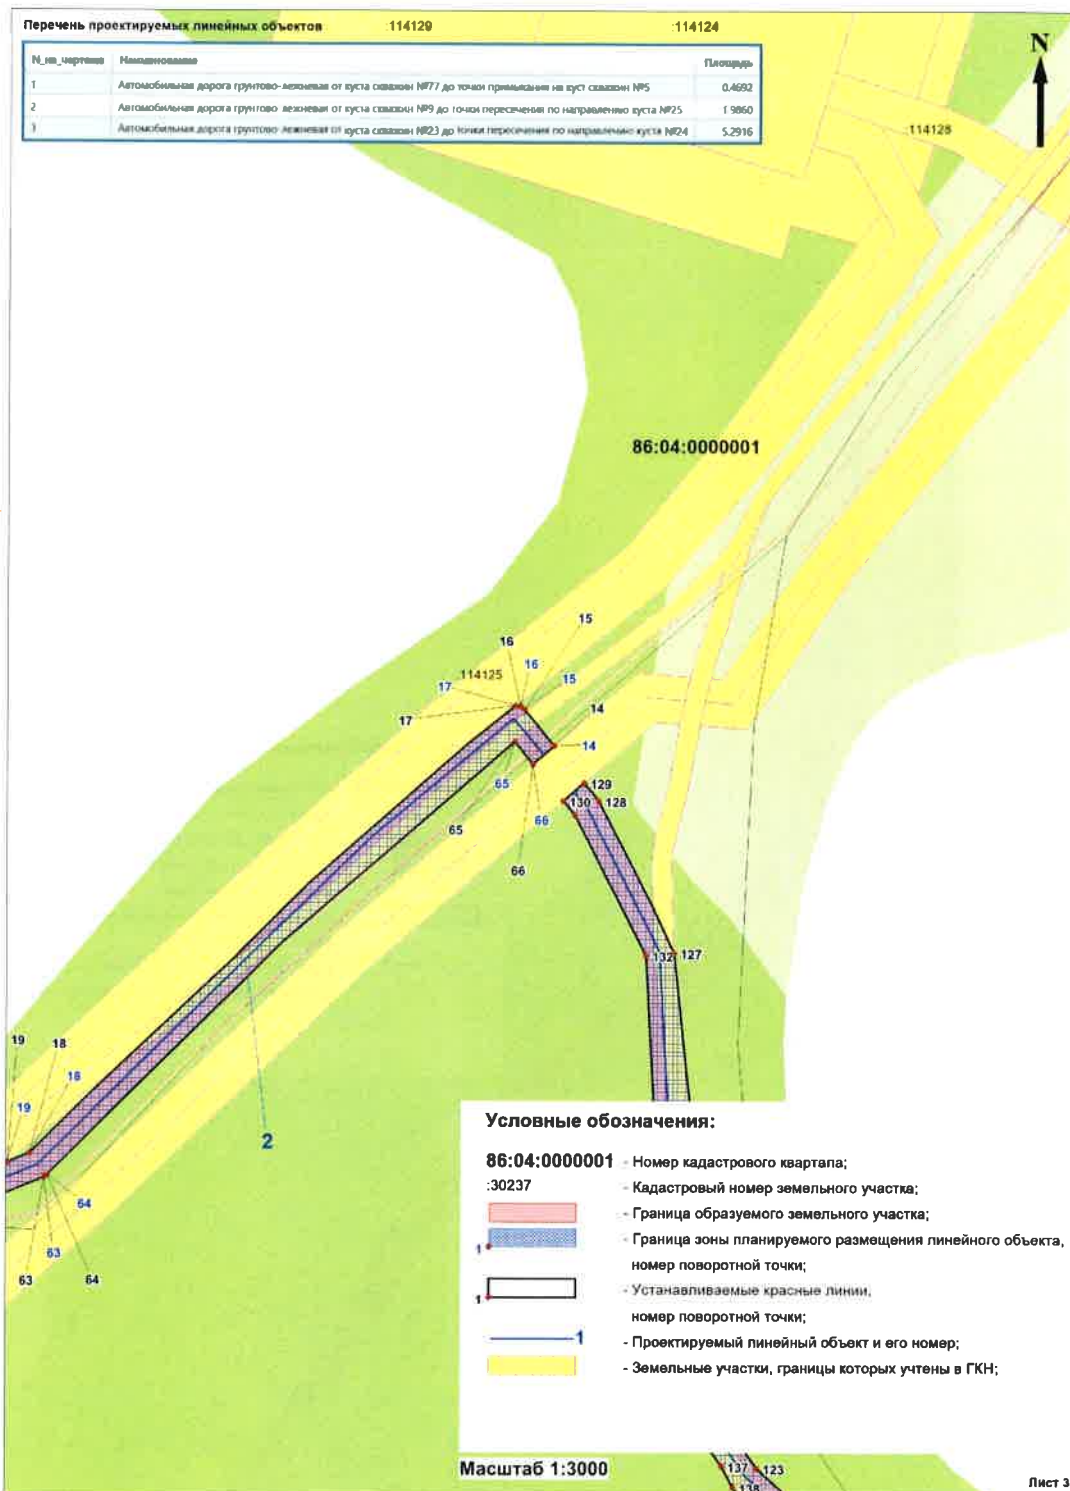 Перечень проектируемых линейных объектов
:114129
:114124
N_на_чертеже Наименование Площадь
1 Автомобильная дорога грунтово-лежневая от куста скважин №77 до точки примыкания на куст скважин №5 0.4692
2 Автомобильная дорога грунтово-лежневая от куста скважин №9 до точки пересечения по направлению куста №25 1.9860
3 Автомобильная дорога грунтово-лежневая от куста скважин №23 до точки пересечения по направлению куста №24 5.2916
N
:114128
86:04:0000001
15
16
16
:114125
17
15
17
14
14
65
129
130
128
65
66
66
132
127
19
18
18
19
2
64
63
63
64
Условные обозначения:
86:04:0000001 - Номер кадастрового квартала;
:30237 - Кадастровый номер земельного участка;
- Граница образуемого земельного участка;
1 - Граница зоны планируемого размещения линейного объекта,
номер поворотной точки;
1 - Устанавливаемые красные линии,
номер поворотной точки;
1 - Проектируемый линейный объект и его номер;
- Земельные участки, границы которых учтены в ГКН;
Масштаб 1:3000
137
123
138
Лист 3